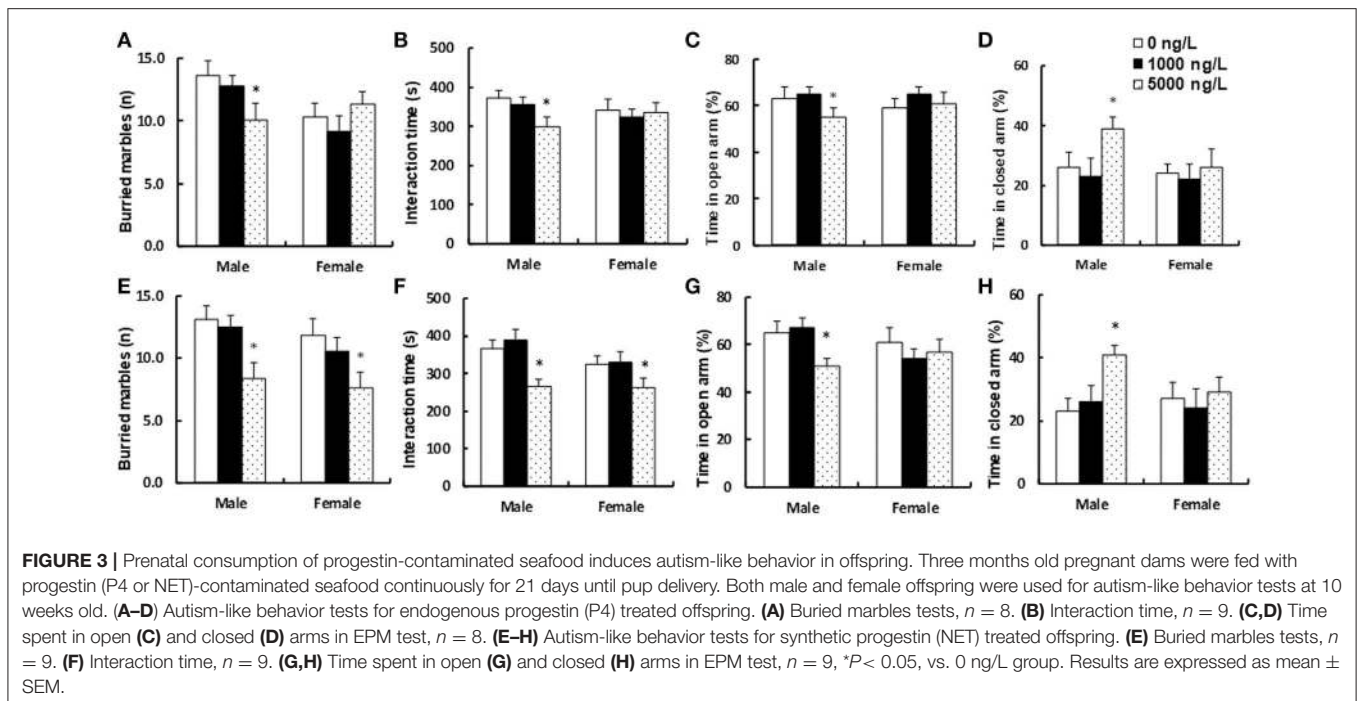 A
Burried marbles (n)
15.0
10.0
5.0
0.0
*
Male
Female
B
Interaction time (s)
500
400
300
200
100
0
*
Male
Female
C
Time in open arm (%)
80
60
40
20
0
*
Male
Female
D
Time in closed arm (%)
60
40
20
0
*
Male
Female
0 ng/L
1000 ng/L
5000 ng/L
E
Burried marbles (n)
15.0
10.0
5.0
0.0
*
*
Male
Female
F
Interaction time (s)
500
400
300
200
100
0
*
*
Male
Female
G
Time in open arm (%)
80
60
40
20
0
*
Male
Female
H
Time in closed arm (%)
60
40
20
0
*
Male
Female
FIGURE 3 | Prenatal consumption of progestin-contaminated seafood induces autism-like behavior in offspring. Three months old pregnant dams were fed with
progestin (P4 or NET)-contaminated seafood continuously for 21 days until pup delivery. Both male and female offspring were used for autism-like behavior tests at 10
weeks old. (A–D) Autism-like behavior tests for endogenous progestin (P4) treated offspring. (A) Buried marbles tests, n = 8. (B) Interaction time, n = 9. (C,D) Time
spent in open (C) and closed (D) arms in EPM test, n = 8. (E–H) Autism-like behavior tests for synthetic progestin (NET) treated offspring. (E) Buried marbles tests, n
= 9. (F) Interaction time, n = 9. (G,H) Time spent in open (G) and closed (H) arms in EPM test, n = 9, *P< 0.05, vs. 0 ng/L group. Results are expressed as mean ±
SEM.